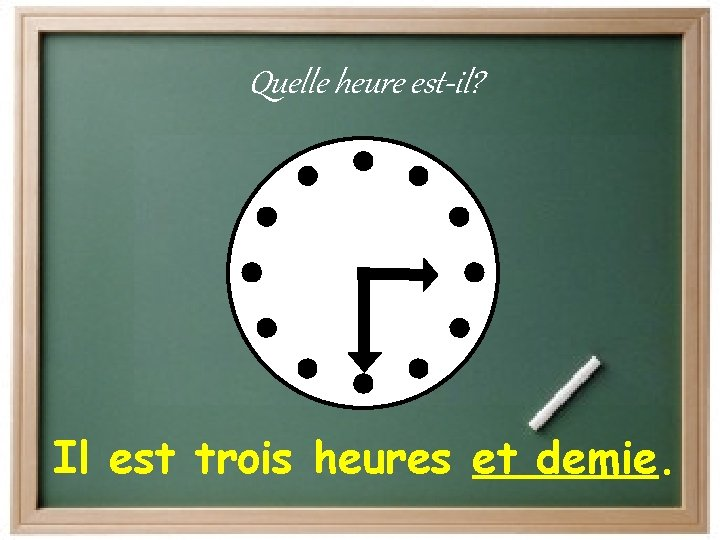 Quelle heure est-il?
Il est trois heures et demie.